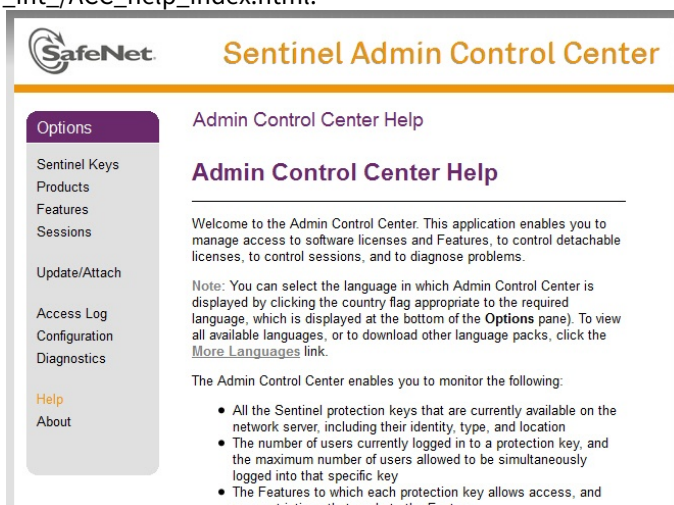 _int_/ACC_help_index.html.
SafeNet.
Sentinel Admin Control Center
Options
Sentinel Keys
Products
Features
Sessions
Update/Attach
Access Log
Configuration
Diagnostics
Help
About
Admin Control Center Help
Admin Control Center Help
Welcome to the Admin Control Center. This application enables you to
manage access to software licenses and Features, to control detachable
licenses, to control sessions, and to diagnose problems.
Note: You can select the language in which Admin Control Center is
displayed by clicking the country flag appropriate to the required
language, which is displayed at the bottom of the Options pane). To view
all available languages, or to download other language packs, click the
More Languages link.
The Admin Control Center enables you to monitor the following:
• All the Sentinel protection keys that are currently available on the
network server, including their identity, type, and location
• The number of users currently logged in to a protection key, and
the maximum number of users allowed to be simultaneously
logged into that specific key
• The Features to which each protection key allows access, and